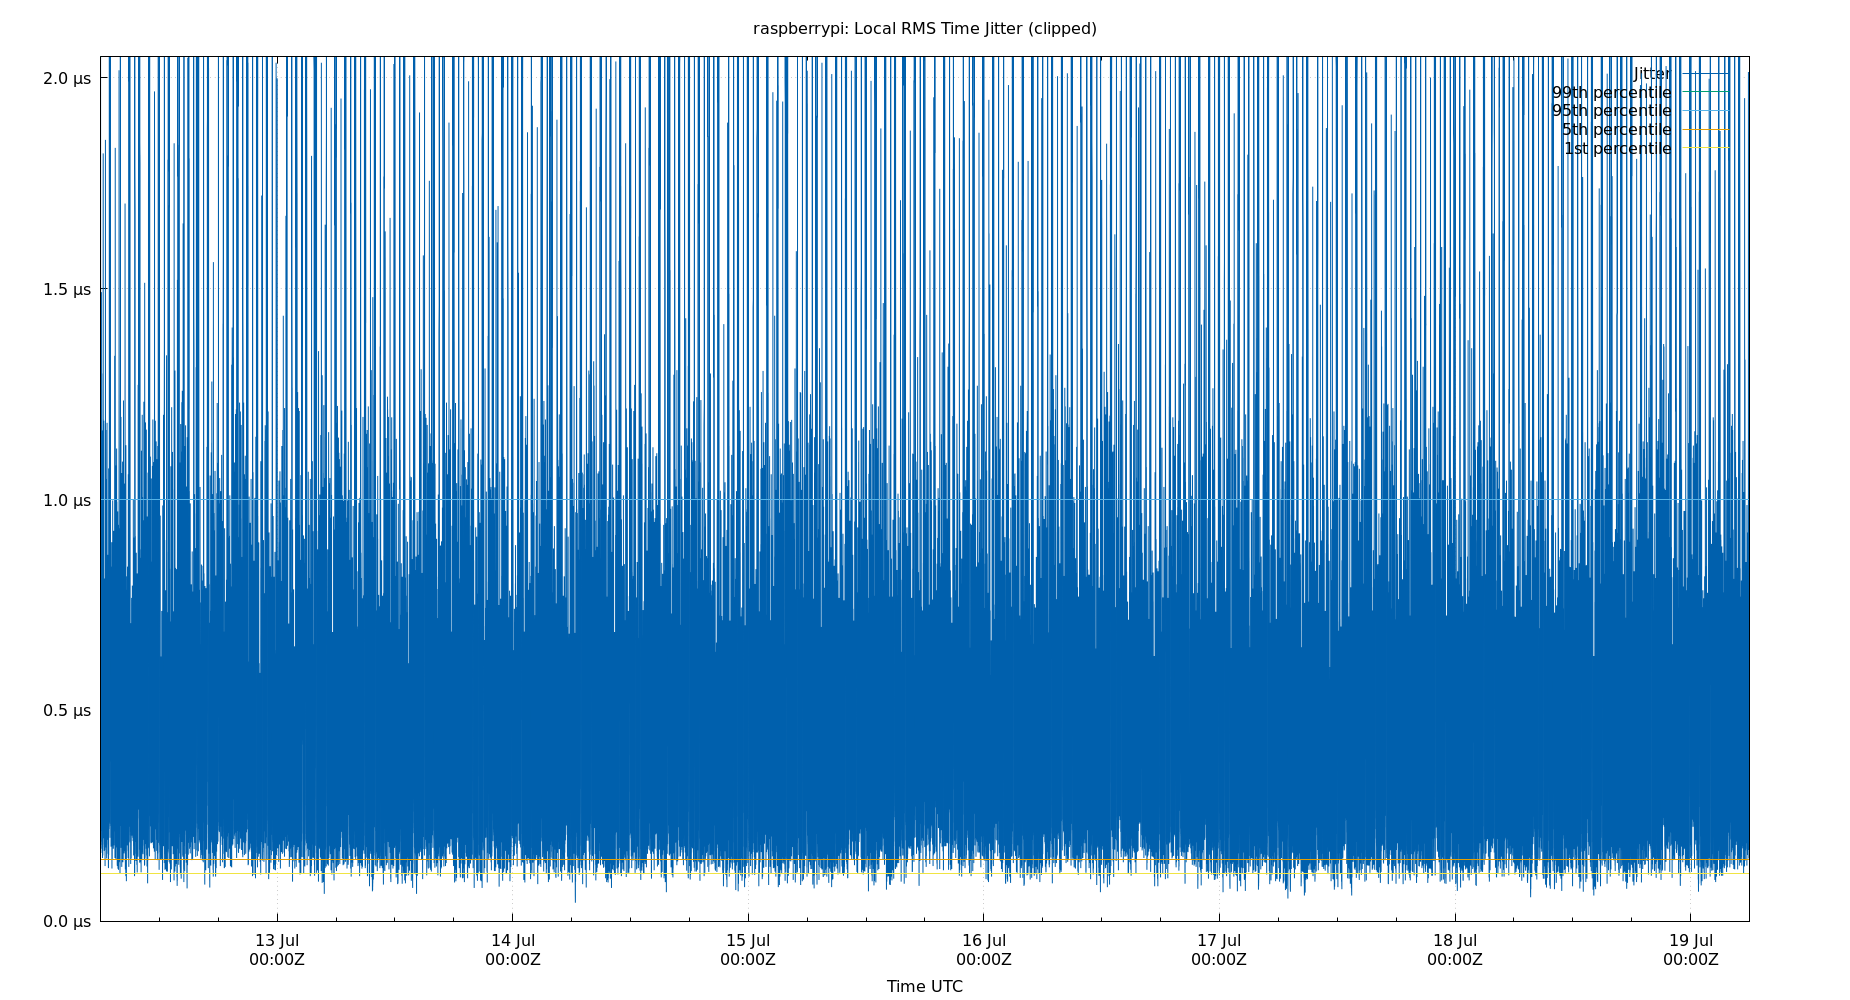 raspberrypi: Local RMS Time Jitter (clipped)
2.0 µs
1.5 µs
1.0 µs
0.5 µs
0.0 µs
Jitter
99th percentile
95th percentile
5th percentile
1st percentile
13 Jul
00:00Z
14 Jul
00:00Z
15 Jul
00:00Z
16 Jul
00:00Z
17 Jul
00:00Z
18 Jul
00:00Z
19 Jul
00:00Z
Time UTC